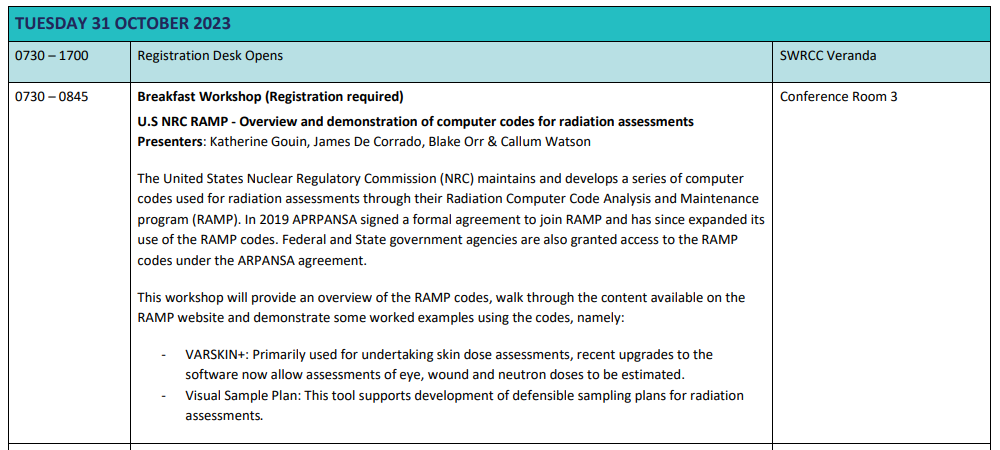 TUESDAY 31 OCTOBER 2023
0730 – 1700
Registration Desk Opens
SWRCC Veranda
0730 – 0845
Breakfast Workshop (Registration required)
Conference Room 3
U.S NRC RAMP - Overview and demonstration of computer codes for radiation assessments
Presenters: Katherine Gouin, James De Corrado, Blake Orr & Callum Watson
The United States Nuclear Regulatory Commission (NRC) maintains and develops a series of computer
codes used for radiation assessments through their Radiation Computer Code Analysis and Maintenance
program (RAMP). In 2019 APRPANSA signed a formal agreement to join RAMP and has since expanded its
use of the RAMP codes. Federal and State government agencies are also granted access to the RAMP
codes under the ARPANSA agreement.
This workshop will provide an overview of the RAMP codes, walk through the content available on the
RAMP website and demonstrate some worked examples using the codes, namely:
- VARSKIN+: Primarily used for undertaking skin dose assessments, recent upgrades to the
software now allow assessments of eye, wound and neutron doses to be estimated.
- Visual Sample Plan: This tool supports development of defensible sampling plans for radiation
assessments.